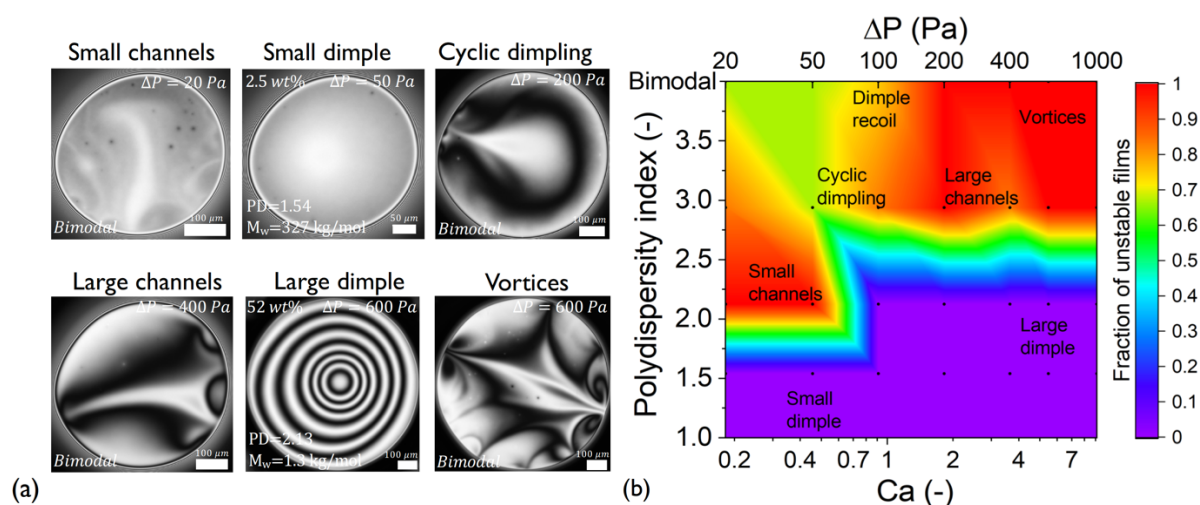 Small channels
Small dimple
Cyclic dimpling
ΔP = 20 Pa
2.5 wt% ΔP = 50 Pa
ΔP = 200 Pa
PD=1.54
M_w=327 kg/mol
Bimodal
100 μm
50 μm
Bimodal
100 μm
Large channels
Large dimple
Vortices
ΔP = 400 Pa
52 wt% ΔP = 600 Pa
ΔP = 600 Pa
PD=2.13
M_w=1.3 kg/mol
Bimodal
100 μm
100 μm
Bimodal
100 μm
(a)
ΔP (Pa)
20 50 100 200 400 1000
Bimodal
3.0
2.5
2.0
1.5
1.0
Polydispersity index (-)
Dimple
recoil
Vortices
Cyclic
dimpling
Large
channels
Small
channels
Large
dimple
Small
dimple
0.2 0.4 0.7 1 2 4 7
Ca (-)
Fraction of unstable films
1
0.9
0.8
0.7
0.6
0.5
0.4
0.3
0.2
0.1
0
(b)